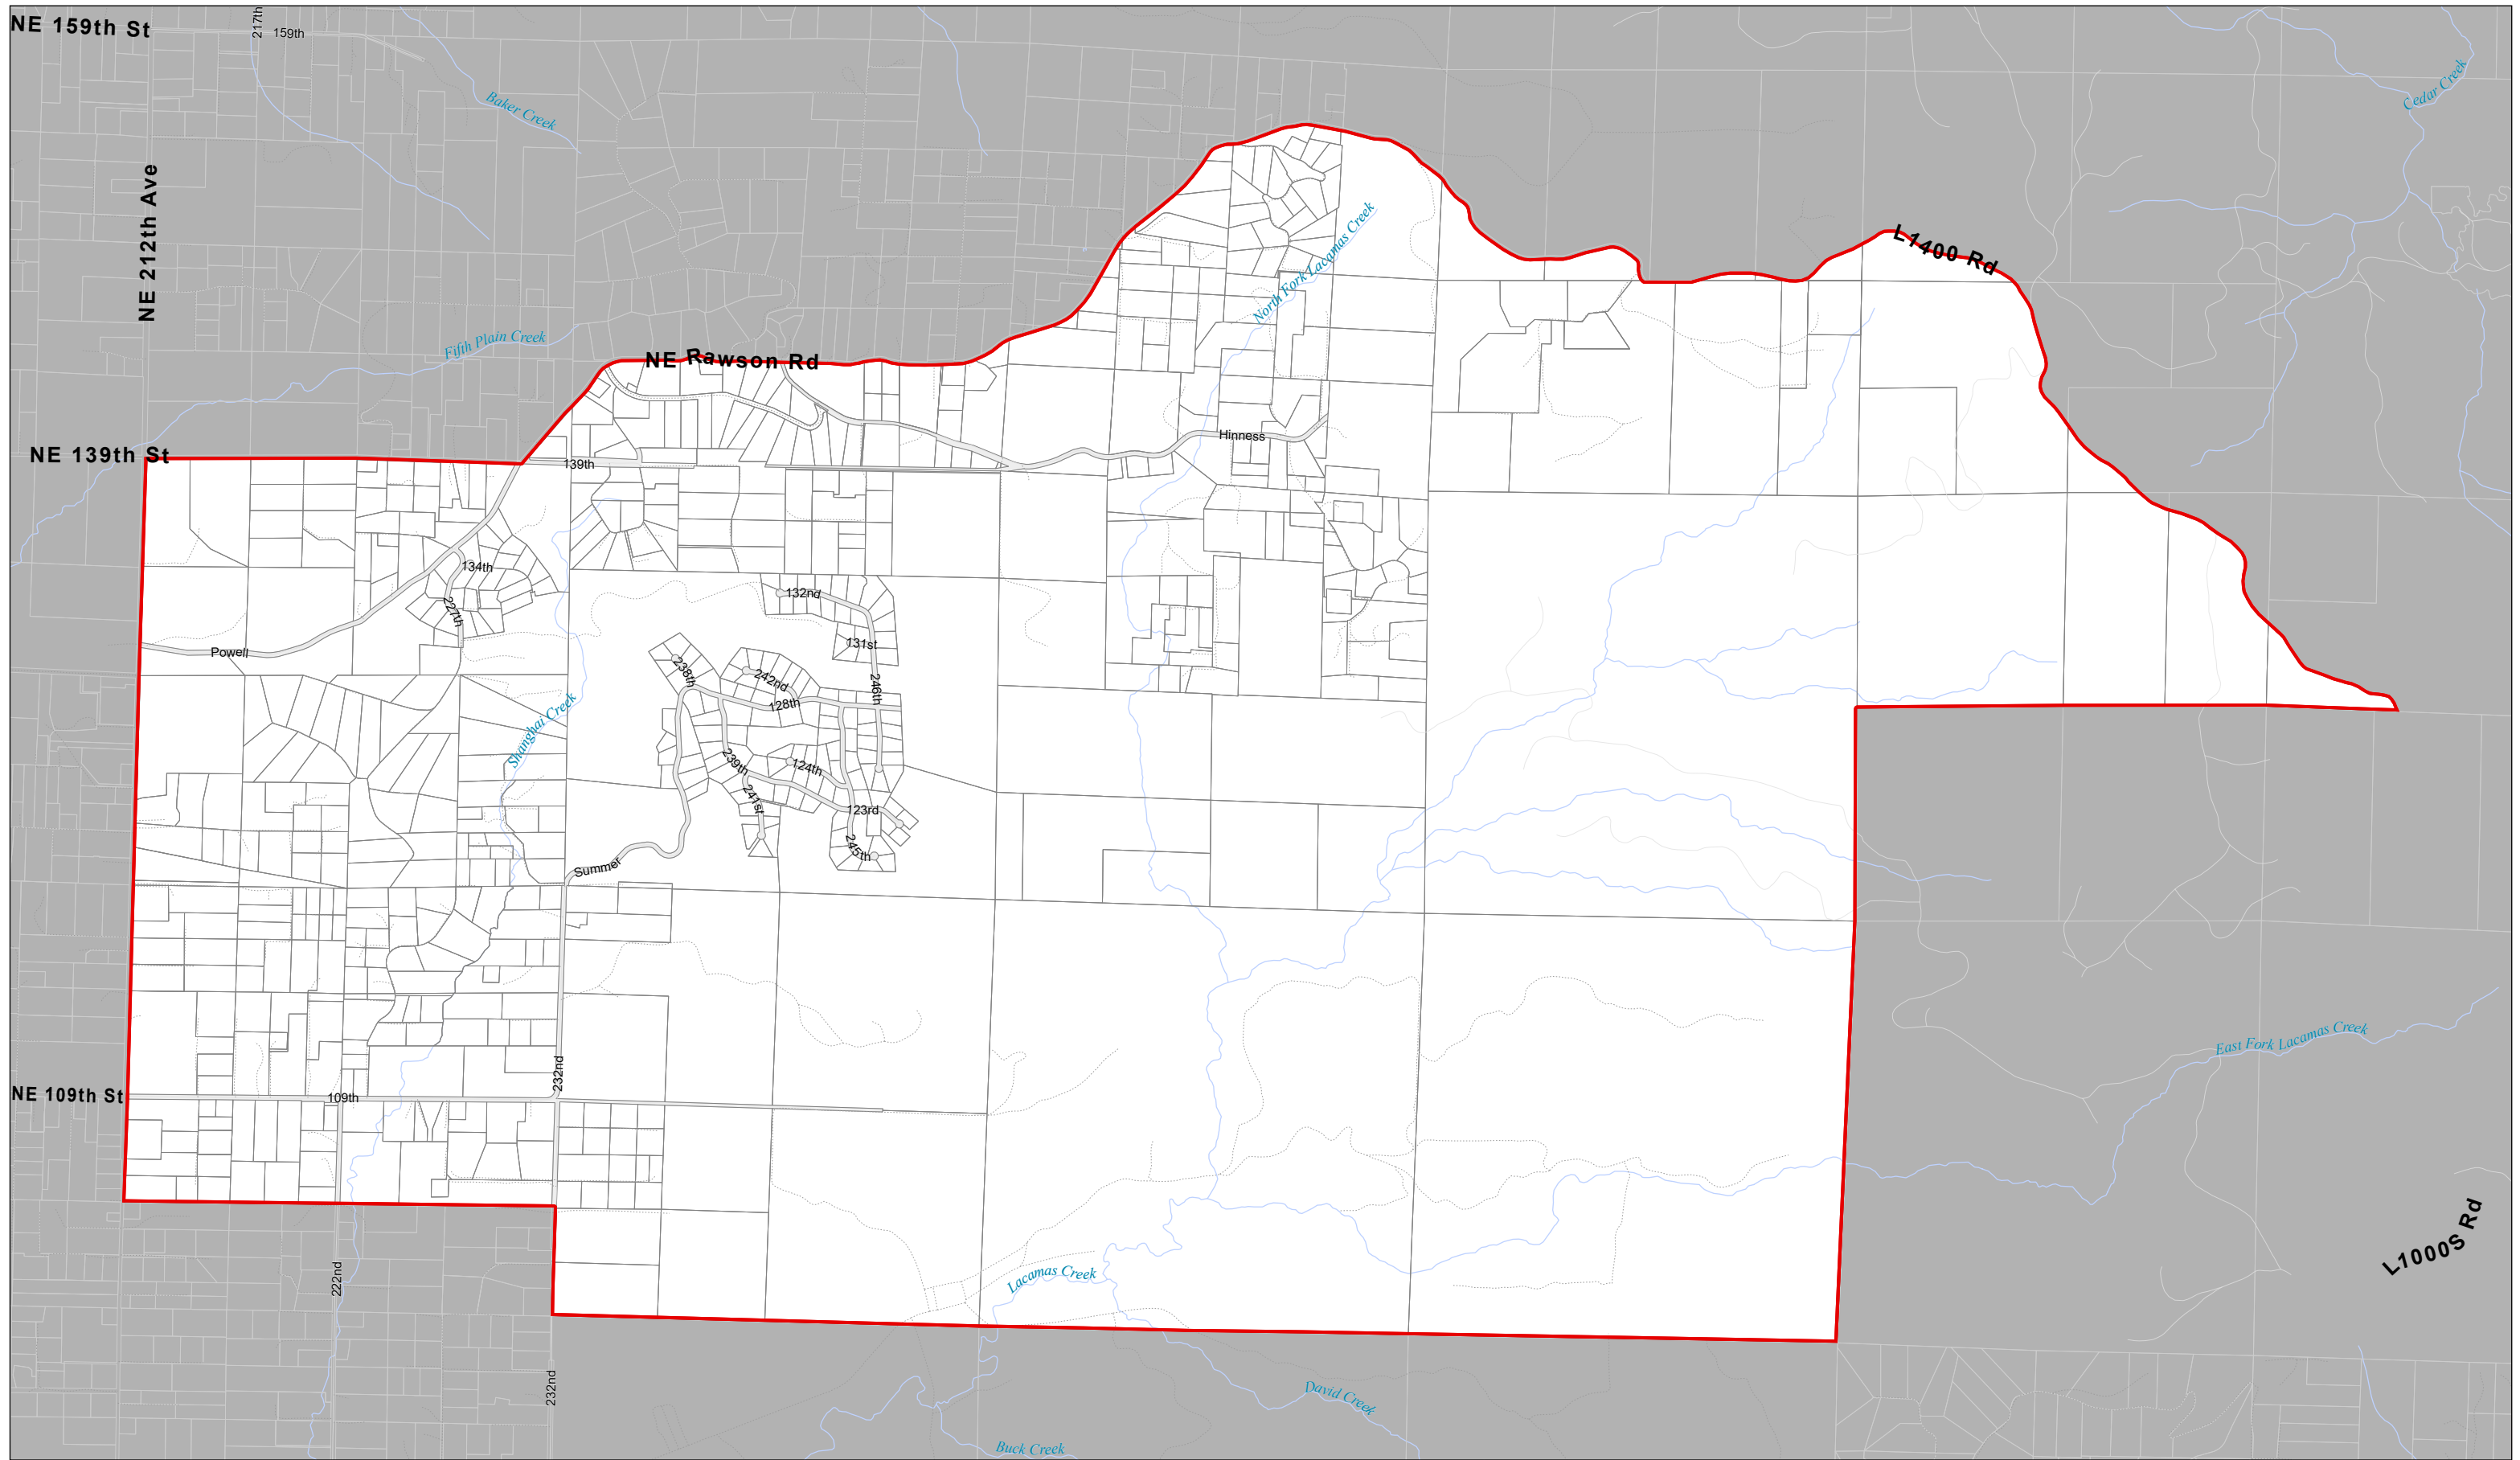 NE 159th St
217th
159th
Baker Creek
Cedar Creek
NE 212th Ave
North Fork Lacamas Creek
L1400 Rd
Fifth Plain Creek
NE Rawson Rd
Hinness
NE 139th St
139th
134th
132nd
227th
131st
Powell
238th
242nd
246th
128th
Shanghai Creek
239th
124th
241st
123rd
245th
Summer
East Fork Lacamas Creek
232nd
NE 109th St
109th
L1000S Rd
222nd
Lacamas Creek
232nd
David Creek
Buck Creek